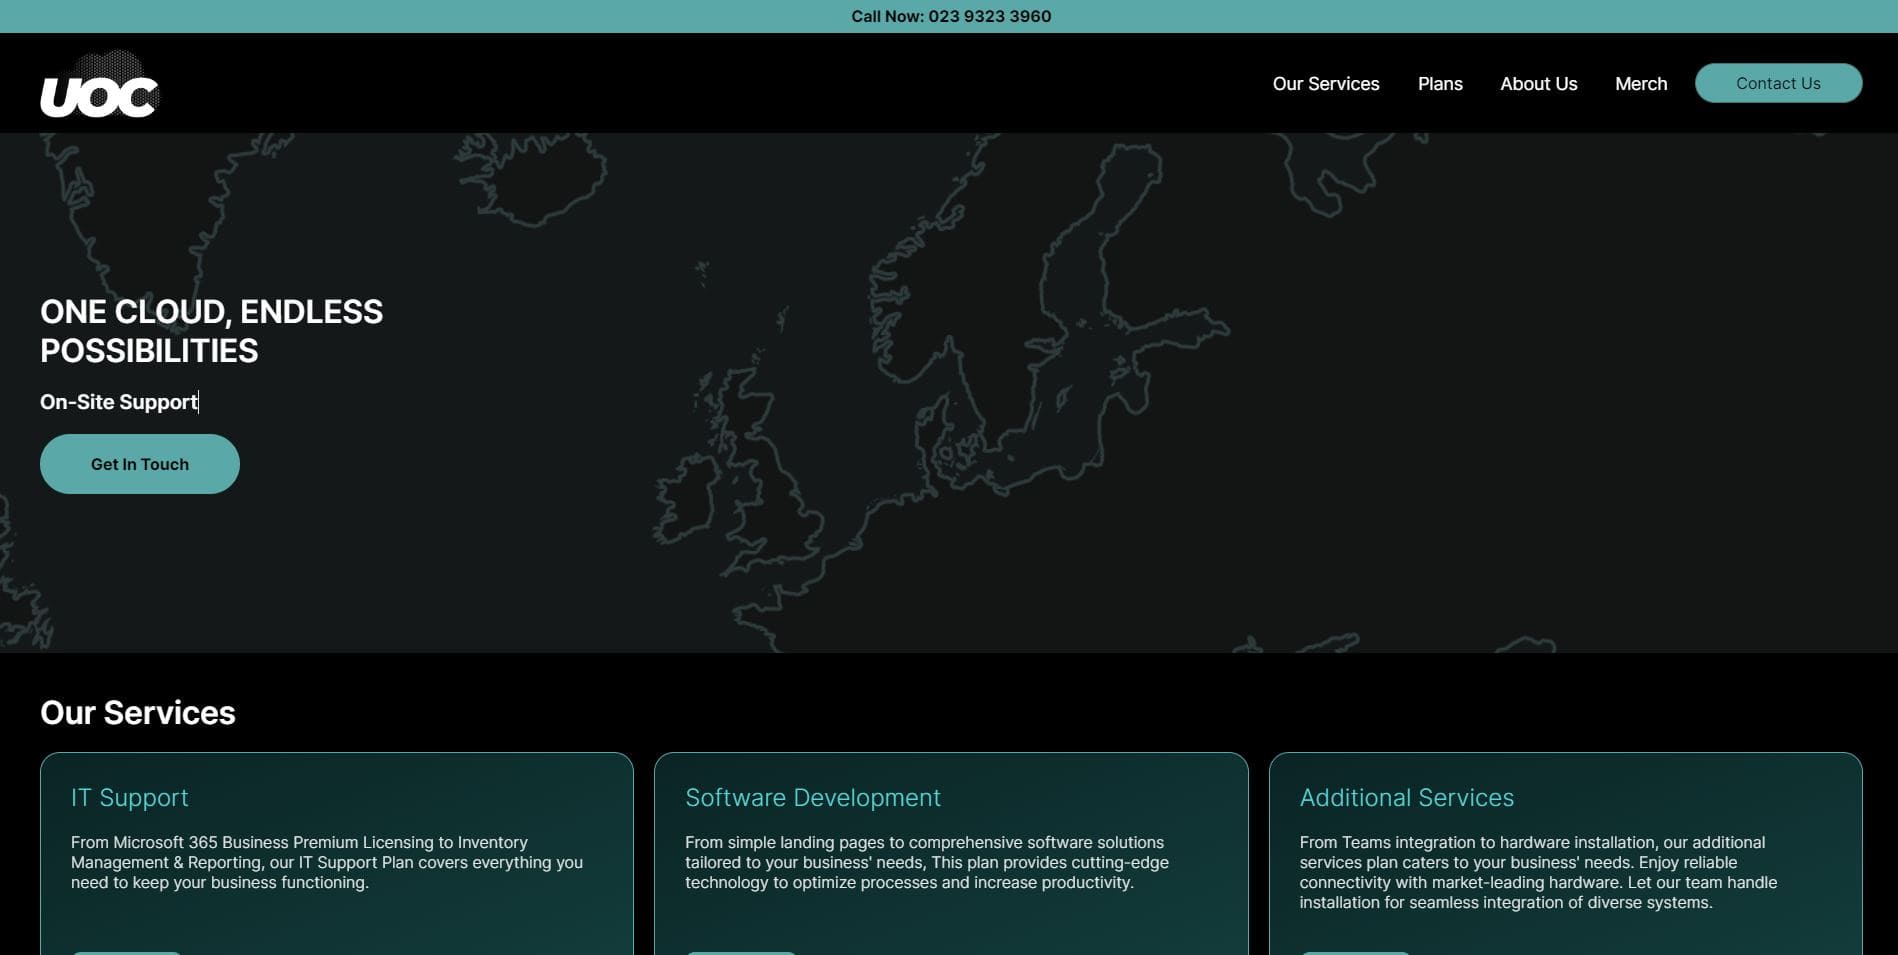 Call Now: 023 9323 3960
UOC
Our Services
Plans
About Us
Merch
Contact Us
ONE CLOUD, ENDLESS
POSSIBILITIES
On-Site Support
Get In Touch
Our Services
IT Support
From Microsoft 365 Business Premium Licensing to Inventory
Management & Reporting, our IT Support Plan covers everything you
need to keep your business functioning.
Software Development
From simple landing pages to comprehensive software solutions
tailored to your business' needs, This plan provides cutting-edge
technology to optimize processes and increase productivity.
Additional Services
From Teams integration to hardware installation, our additional
services plan caters to your business' needs. Enjoy reliable
connectivity with market-leading hardware. Let our team handle
installation for seamless integration of diverse systems.